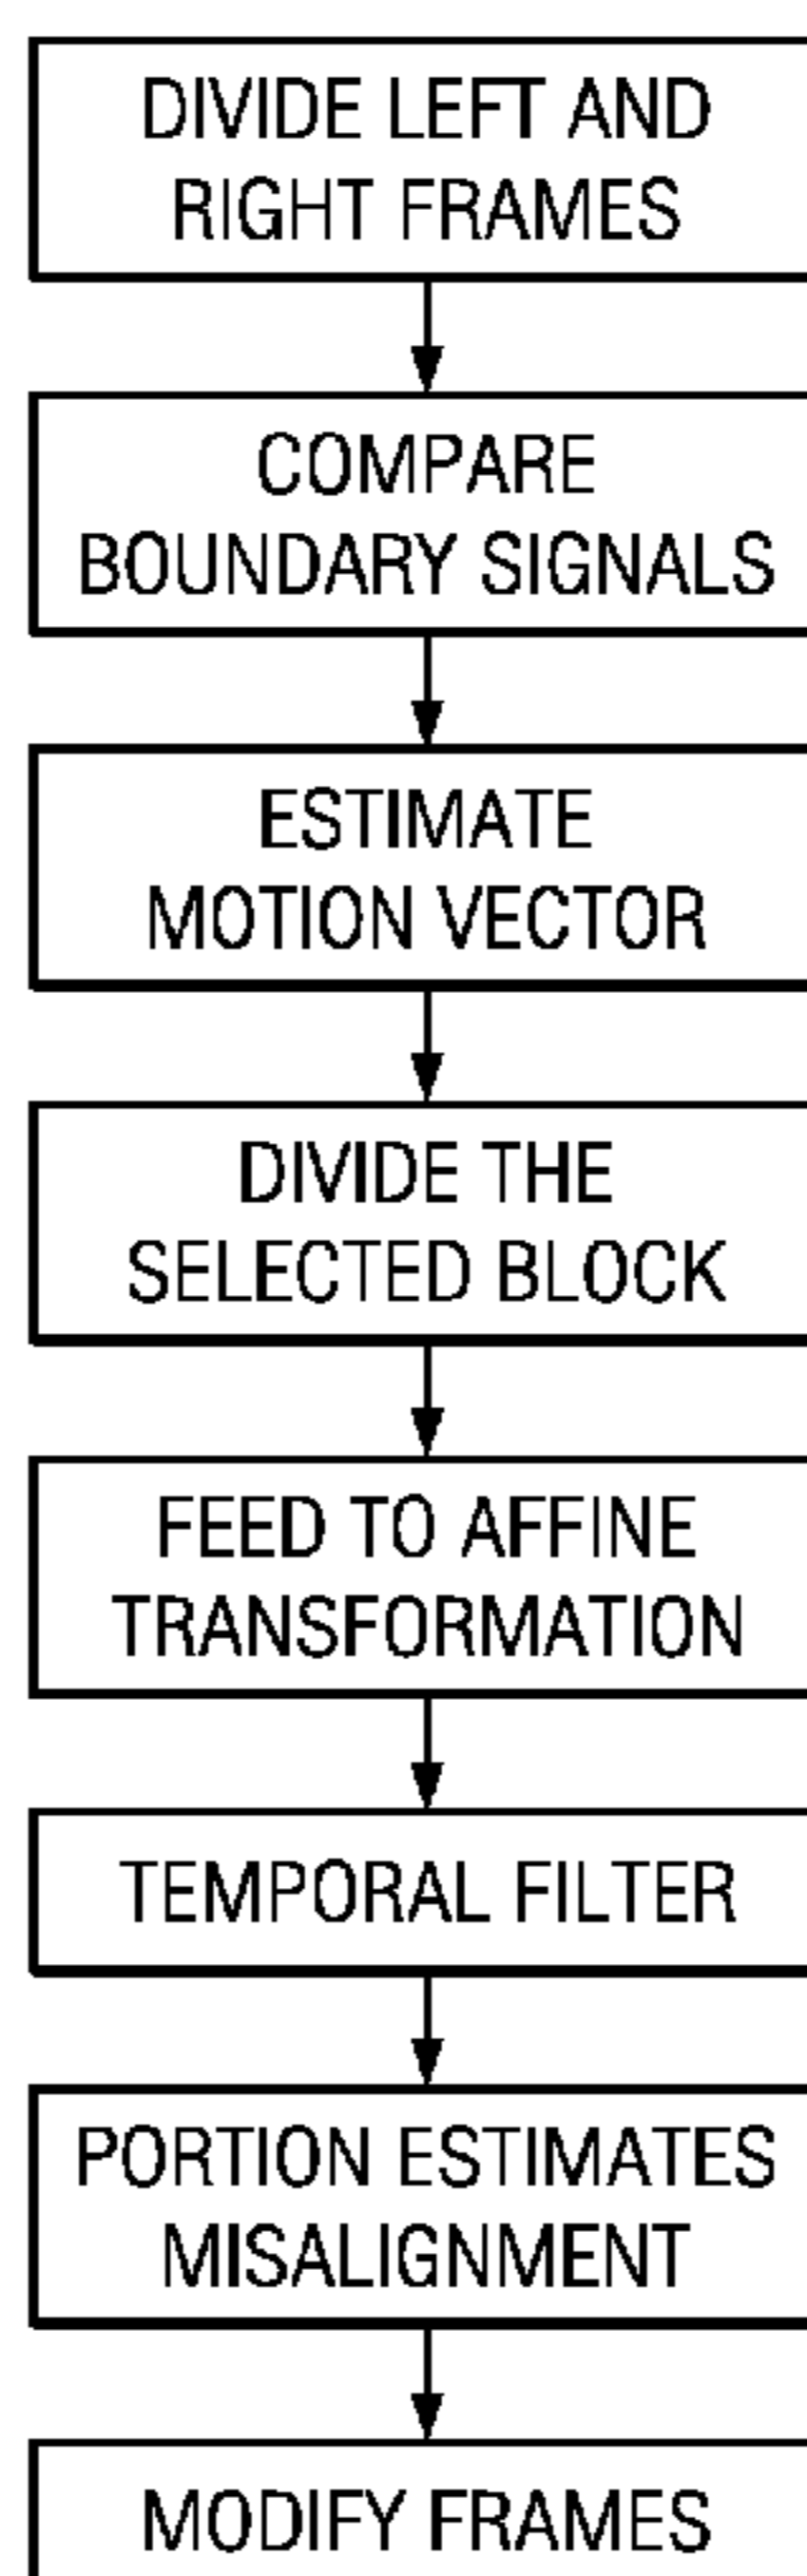 DIVIDE LEFT AND
RIGHT FRAMES
COMPARE
BOUNDARY SIGNALS
ESTIMATE
MOTION VECTOR
DIVIDE THE
SELECTED BLOCK
FEED TO AFFINE
TRANSFORMATION
TEMPORAL FILTER
PORTION ESTIMATES
MISALIGNMENT
MODIFY FRAMES